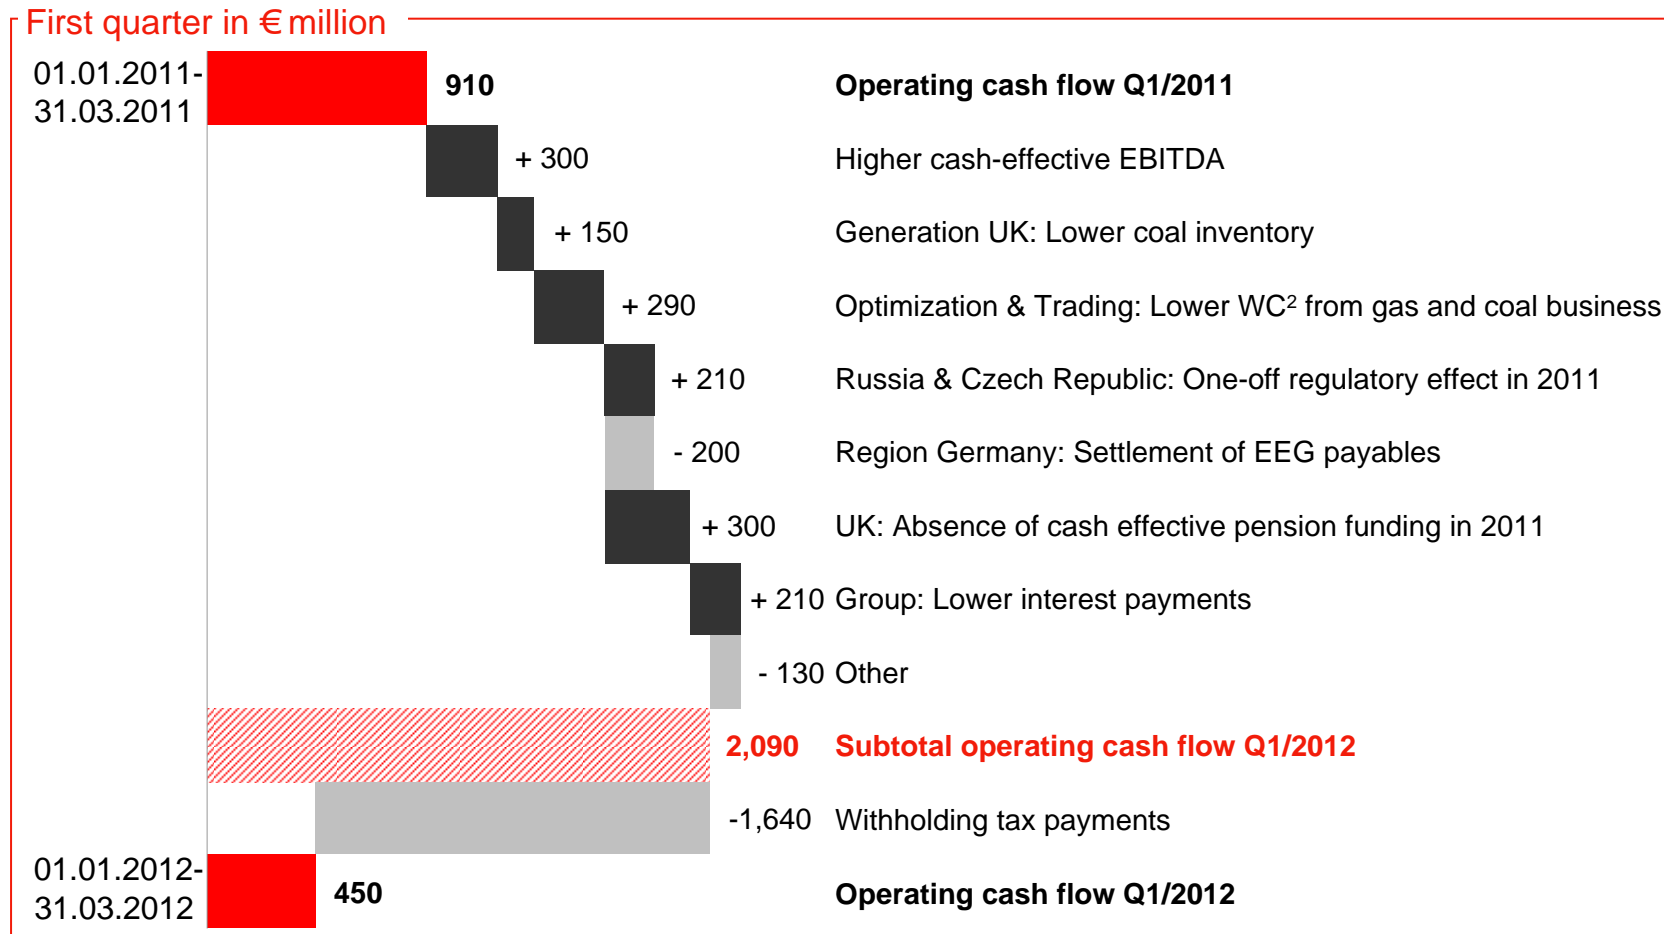 First quarter in € million
01.01.2011-
31.03.2011
910 Operating cash flow Q1/2011
+ 300 Higher cash-effective EBITDA
+ 150 Generation UK: Lower coal inventory
+ 290 Optimization & Trading: Lower WC² from gas and coal business
+ 210 Russia & Czech Republic: One-off regulatory effect in 2011
- 200 Region Germany: Settlement of EEG payables
+ 300 UK: Absence of cash effective pension funding in 2011
+ 210 Group: Lower interest payments
- 130 Other
2,090 Subtotal operating cash flow Q1/2012
-1,640 Withholding tax payments
01.01.2012-
31.03.2012
450 Operating cash flow Q1/2012